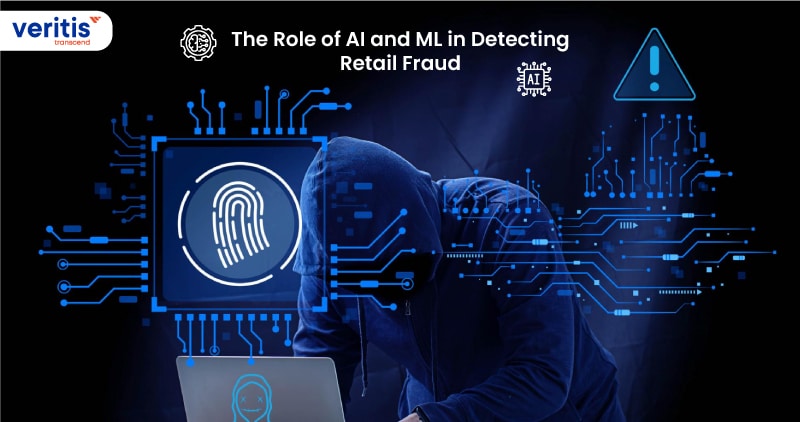 veritis
transcend
The Role of AI and ML in Detecting
Retail Fraud
AI